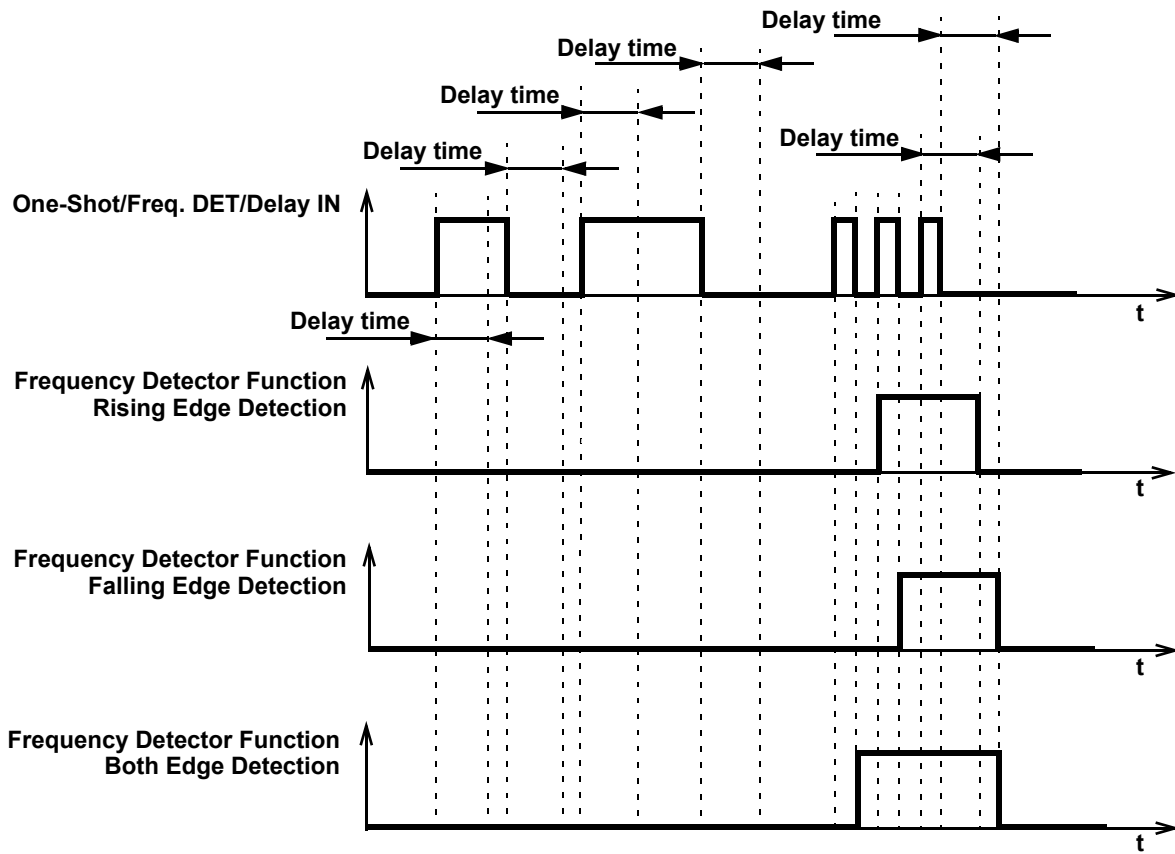 Delay time
Delay time
Delay time
Delay time
Delay time
One-Shot/Freq. DET/Delay IN
t
Delay time
Frequency Detector Function
Rising Edge Detection
t
Frequency Detector Function
Falling Edge Detection
t
Frequency Detector Function
Both Edge Detection
t